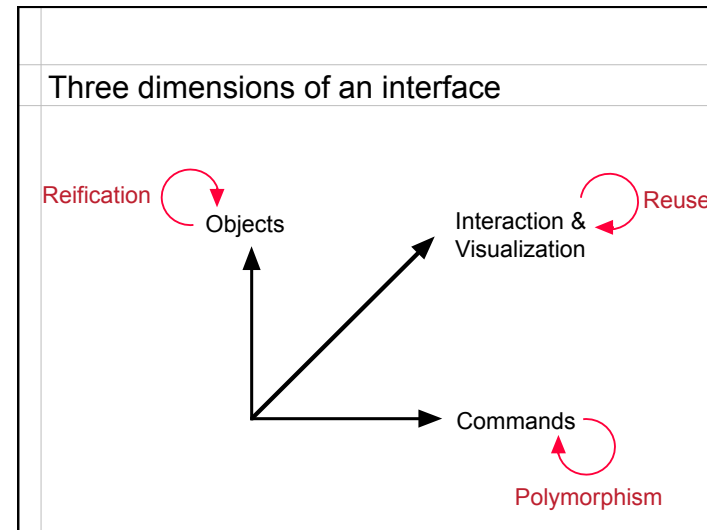 Three dimensions of an interface
Reification
Objects
Interaction &
Visualization
Reuse
Commands
Polymorphism